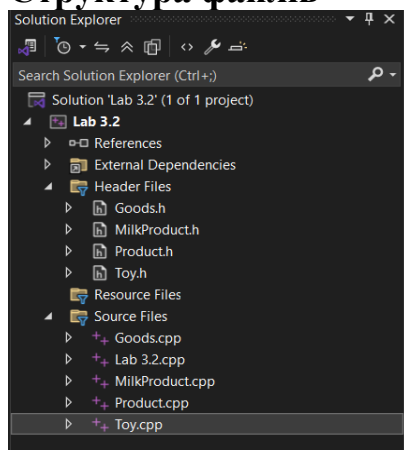 Структура файлів
Solution Explorer
Search Solution Explorer (Ctrl+;)
Solution 'Lab 3.2' (1 of 1 project)
Lab 3.2
References
External Dependencies
Header Files
Goods.h
MilkProduct.h
Product.h
Toy.h
Resource Files
Source Files
Goods.cpp
Lab 3.2.cpp
MilkProduct.cpp
Product.cpp
Toy.cpp